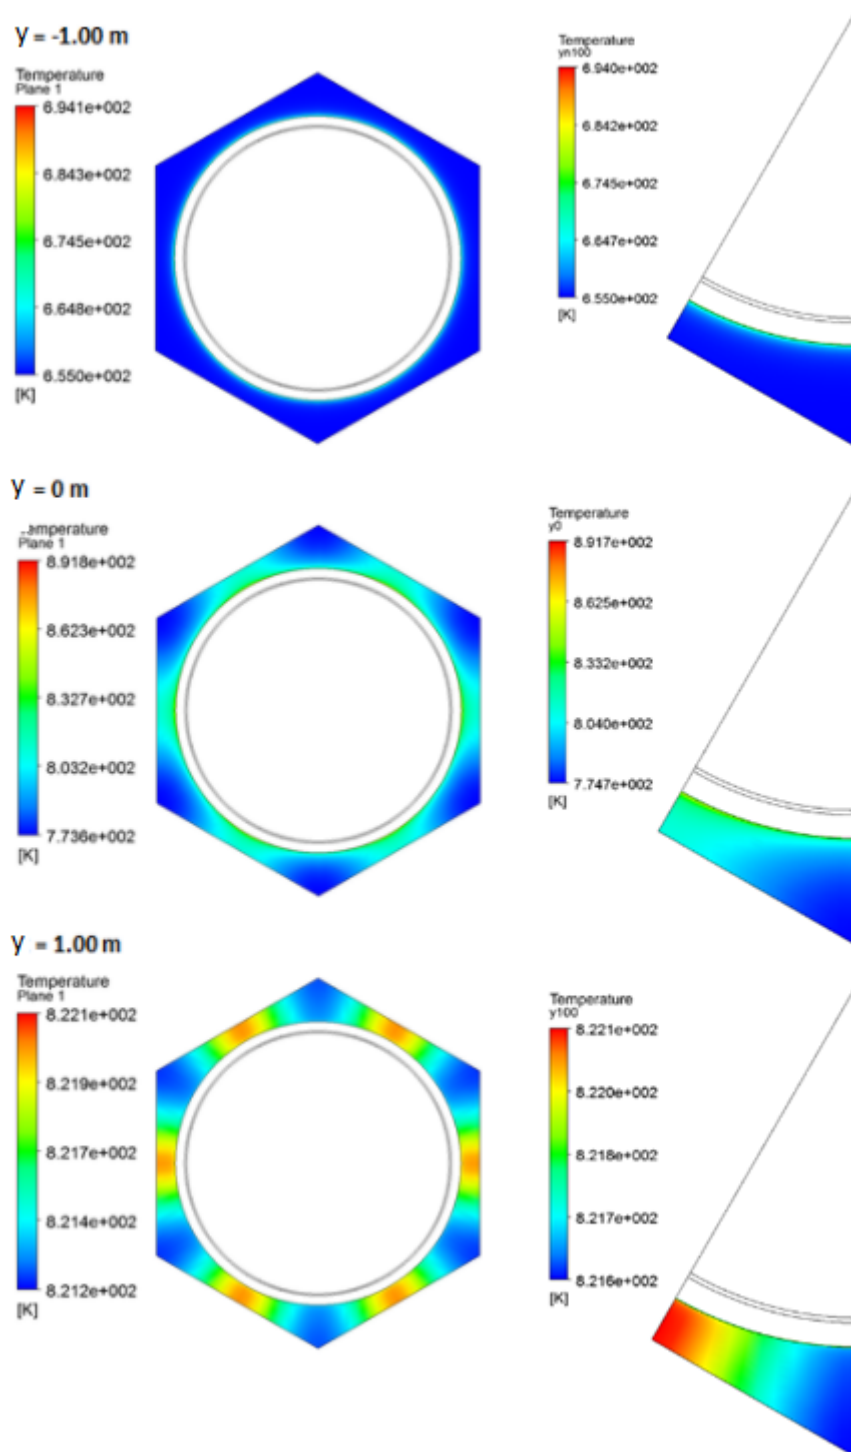 y = -1.00 m
Temperature
Plane 1
6.941e+002
6.843e+002
6.745e+002
6.648e+002
6.550e+002
[K]
Temperature
yn100
6.940e+002
6.842e+002
6.745e+002
6.647e+002
6.550e+002
[K]
y = 0 m
.emperature
Plane 1
8.918e+002
8.623e+002
8.327e+002
8.032e+002
7.736e+002
[K]
Temperature
y0
8.917e+002
8.625e+002
8.332e+002
8.040e+002
7.747e+002
[K]
y = 1.00 m
Temperature
Plane 1
8.221e+002
8.219e+002
8.217e+002
8.214e+002
8.212e+002
[K]
Temperature
y100
8.221e+002
8.220e+002
8.218e+002
8.217e+002
8.216e+002
[K]